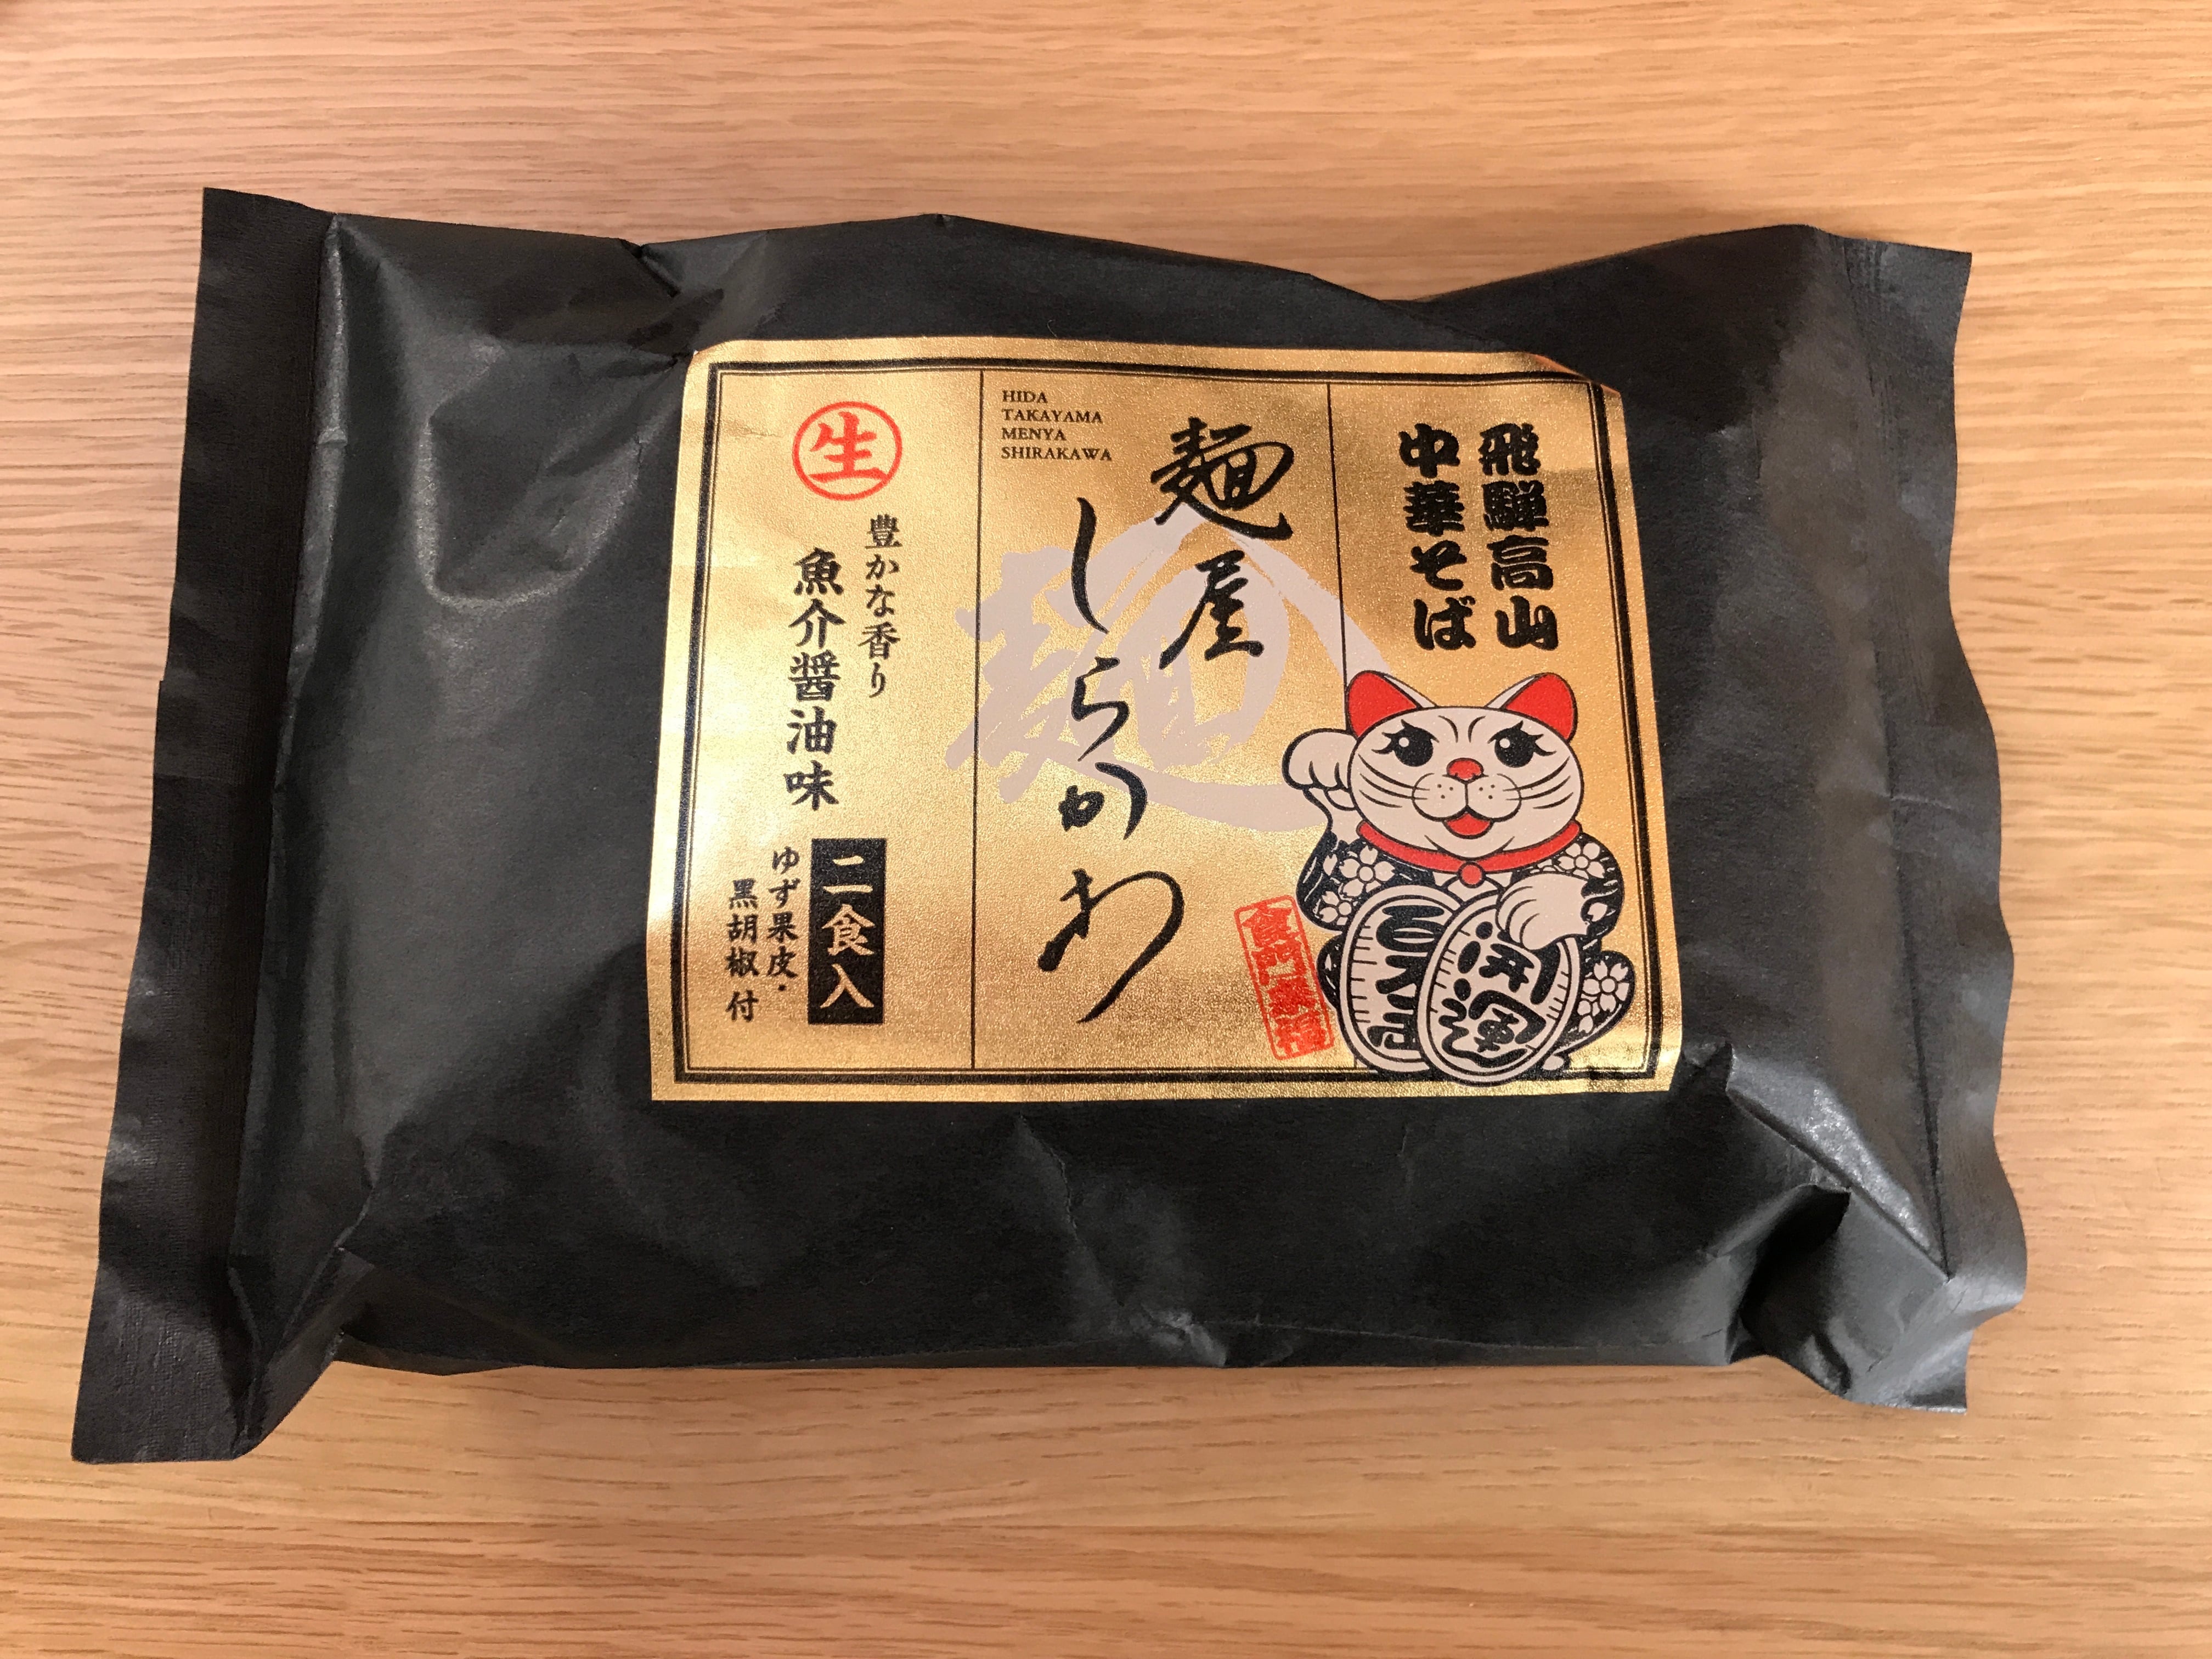 飛騨高山
中華そば
開運
HIDA
TAKAYAMA
MENYA
SHIRAKAWA
麺屋
しらかわ
麺
生
豊かな香り
魚介醤油味
二食入
ゆず果皮・
黒胡椒付